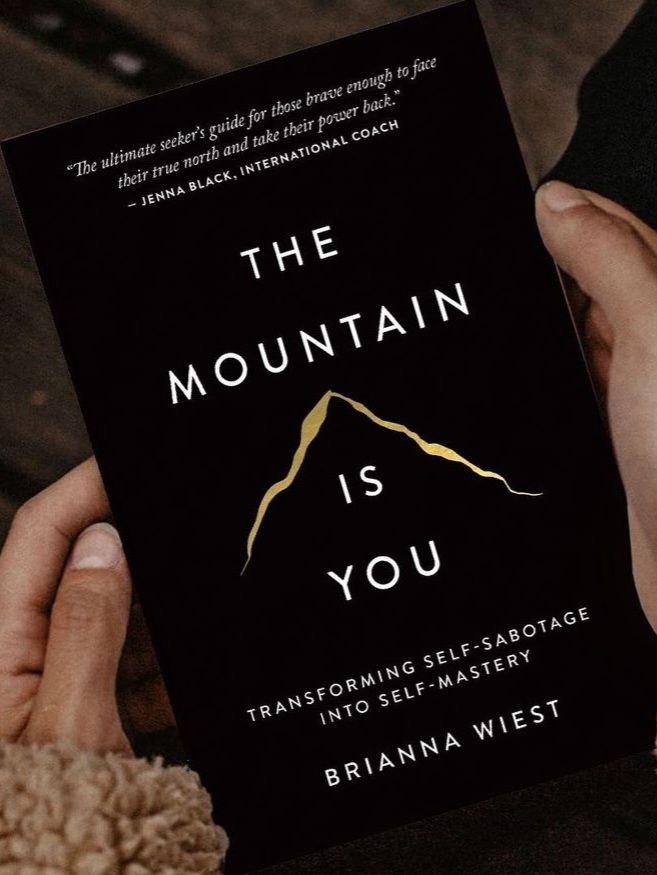 “The ultimate seeker’s guide for those brave enough to face
their true north and take their power back.”
— JENNA BLACK, INTERNATIONAL COACH
THE
MOUNTAIN
IS
YOU
TRANSFORMING SELF-SABOTAGE
INTO SELF-MASTERY
BRIANNA WIEST